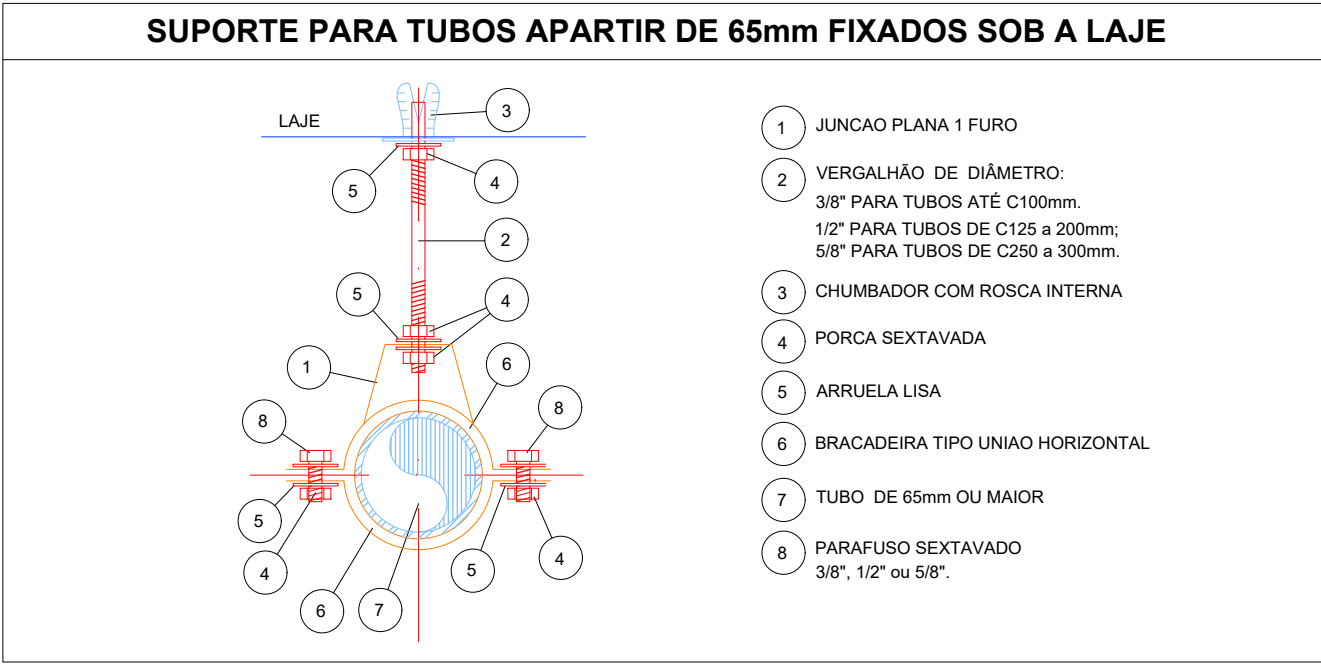 SUPORTE PARA TUBOS APARTIR DE 65mm FIXADOS SOB A LAJE
LAJE
3
5
4
2
5
4
1
6
8
8
5
4
6
7
5
4
1 JUNCAO PLANA 1 FURO
2 VERGALHÃO DE DIÂMETRO:
3/8" PARA TUBOS ATÉ C100mm.
1/2" PARA TUBOS DE C125 a 200mm;
5/8" PARA TUBOS DE C250 a 300mm.
3 CHUMBADOR COM ROSCA INTERNA
4 PORCA SEXTAVADA
5 ARRUELA LISA
6 BRACADEIRA TIPO UNIAO HORIZONTAL
7 TUBO DE 65mm OU MAIOR
8 PARAFUSO SEXTAVADO
3/8", 1/2" ou 5/8".